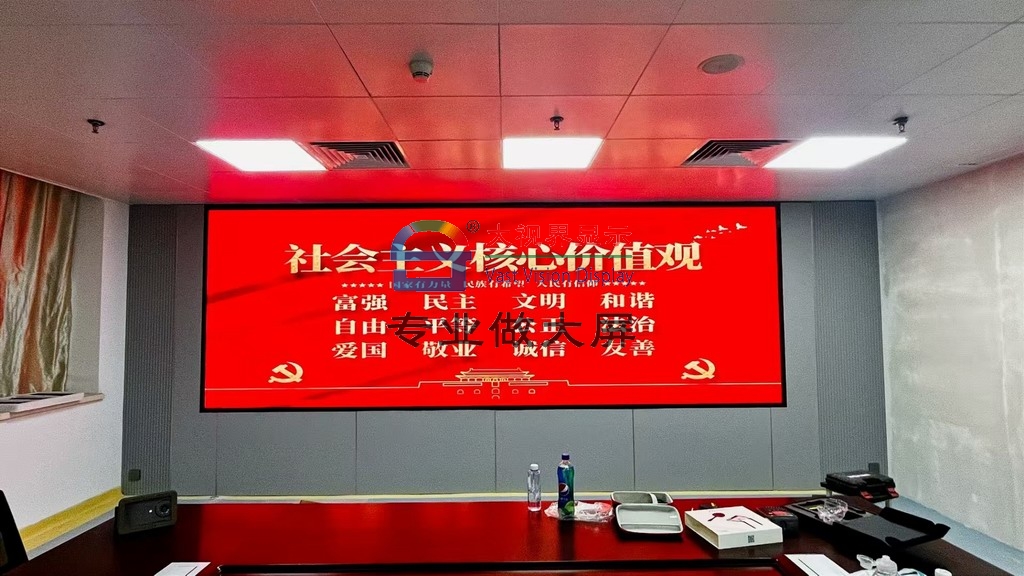 大视界显示
®
社会主义核心价值观
Vast Vision Display
★★★★★ 国家有力量 民族有希望 人民有信仰 ★★★★★
富强 民主 文明 和谐
自由 平等 公正 法治
专业做大屏
爱国 敬业 诚信 友善